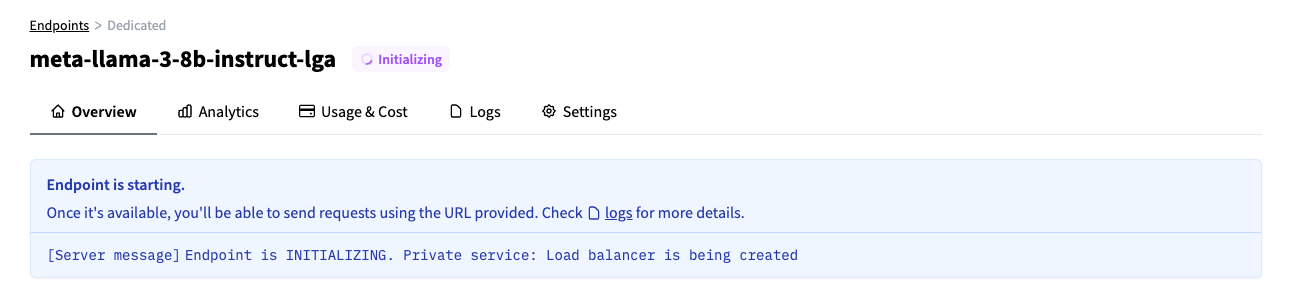 Endpoints > Dedicated
meta-llama-3-8b-instruct-lga Initializing
Overview Analytics Usage & Cost Logs Settings
Endpoint is starting.
Once it's available, you'll be able to send requests using the URL provided. Check logs for more details.
[Server message] Endpoint is INITIALIZING. Private service: Load balancer is being created